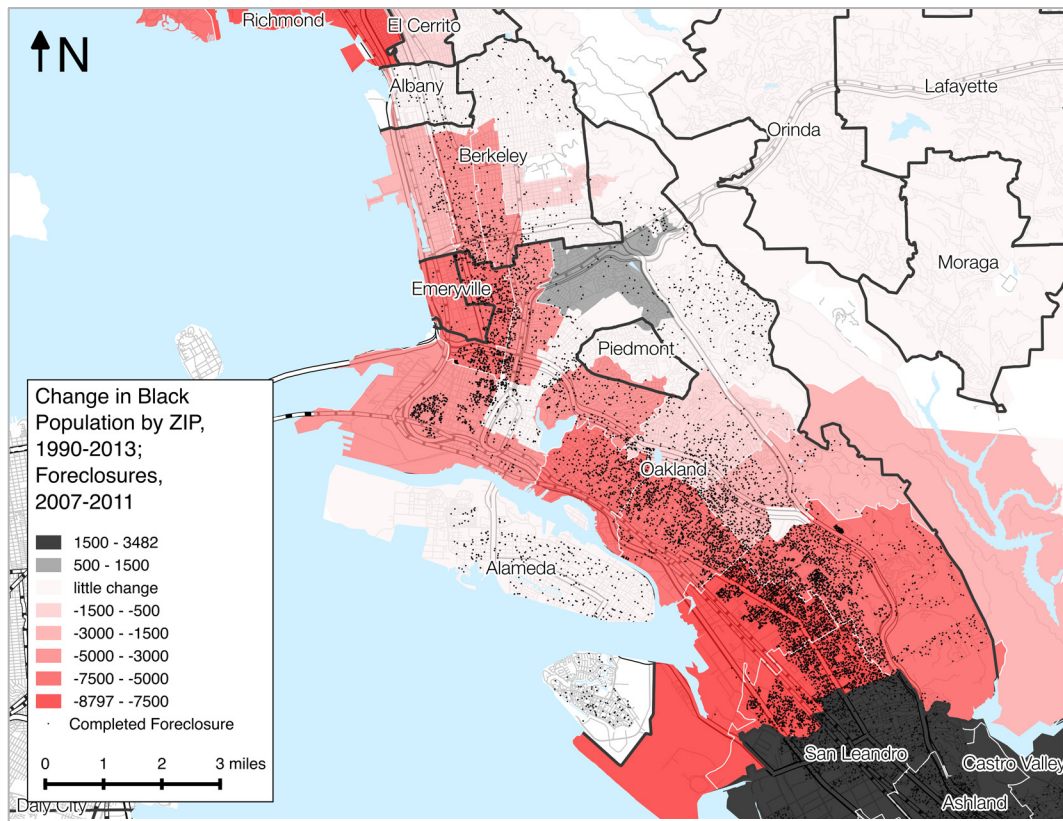 Richmond
El Cerrito
N
Albany
Lafayette
Orinda
Berkeley
Moraga
Emeryville
Piedmont
Change in Black
Population by ZIP,
1990-2013;
Foreclosures,
2007-2011
1500 - 3482
500 - 1500
little change
-1500 - -500
-3000 - -1500
-5000 - -3000
-7500 - -5000
-8797 - -7500
Completed Foreclosure
0 1 2 3 miles
Oakland
Alameda
San Leandro
Castro Valley
Ashland
Daly City